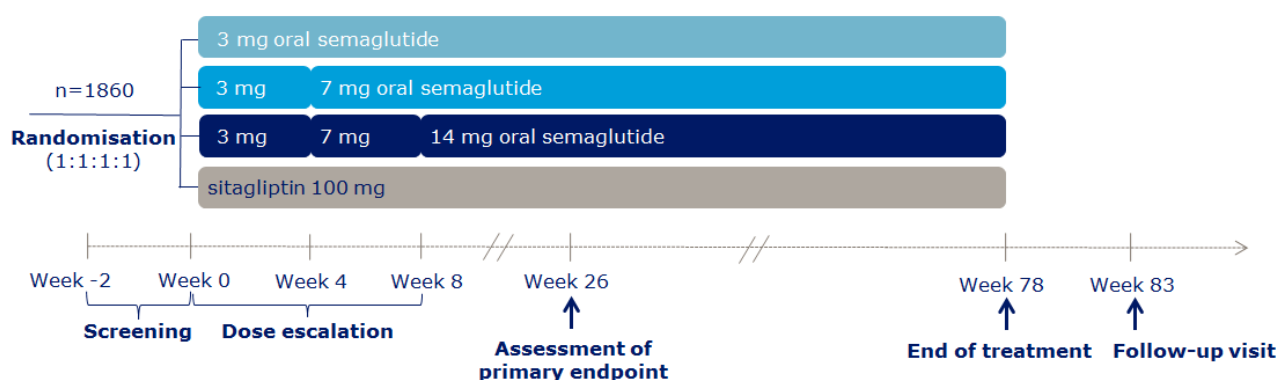 3 mg oral semaglutide
n=1860
3 mg 7 mg oral semaglutide
Randomisation
(1:1:1:1)
3 mg 7 mg 14 mg oral semaglutide
sitagliptin 100 mg
Week -2 Week 0 Week 4 Week 8 Week 26 Week 78 Week 83
Screening Dose escalation
Assessment of
primary endpoint
End of treatment Follow-up visit